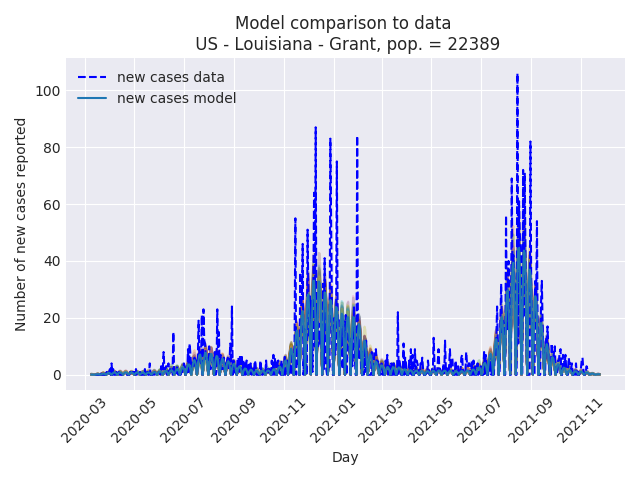 Model comparison to data
US - Louisiana - Grant, pop. = 22389
new cases data
new cases model
Number of new cases reported
100
80
60
40
20
0
2020-03
2020-05
2020-07
2020-09
2020-11
2021-01
2021-03
2021-05
2021-07
2021-09
2021-11
Day